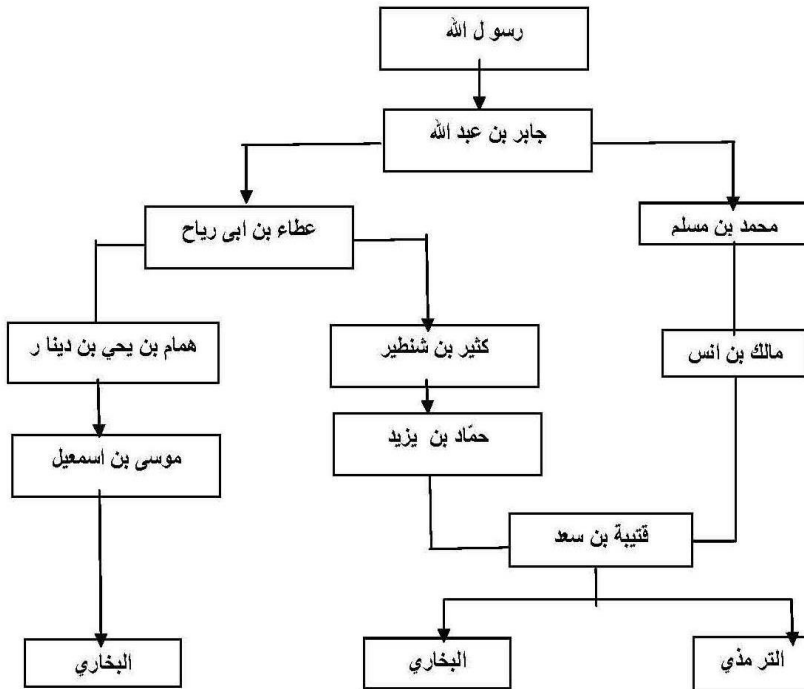 رسو ل الله
جابر بن عبد الله
محمد بن مسلم
عطاء بن ابى رياح
مالك بن انس
كثير بن شنطير
همام بن يحي بن دينا ر
حمّاد بن يزيد
موسى بن اسمعيل
قتيبة بن سعد
التر مذي
البخاري
البخاري